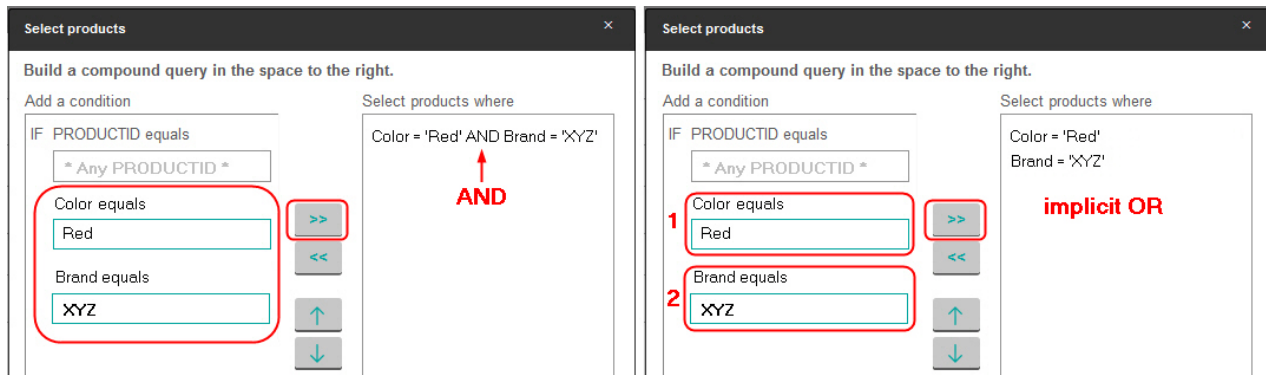 Select products ×
Build a compound query in the space to the right.
Add a condition
Select products where
IF PRODUCTID equals
* Any PRODUCTID *
Color equals
Red
Brand equals
XYZ
>>
<<
↑
↓
Color = 'Red' AND Brand = 'XYZ'
AND
Select products ×
Build a compound query in the space to the right.
Add a condition
Select products where
IF PRODUCTID equals
* Any PRODUCTID *
1
Color equals
Red
2
Brand equals
XYZ
>>
<<
↑
↓
Color = 'Red'
Brand = 'XYZ'
implicit OR